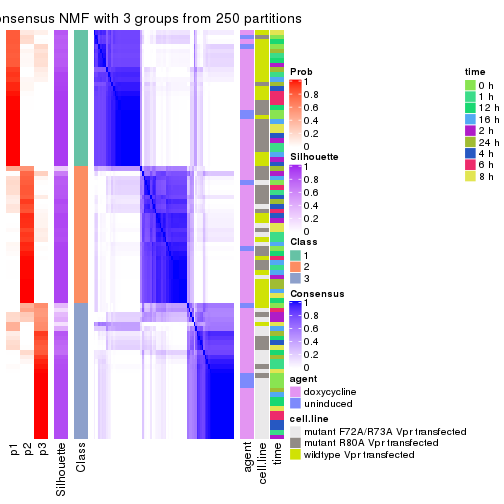 onsensus NMF with 3 groups from 250 partitions
Prob
1
0.8
0.6
0.4
0.2
0
Silhouette
1
0.8
0.6
0.4
0.2
0
Class
1
2
3
Consensus
1
0.8
0.6
0.4
0.2
0
agent
doxycycline
uninduced
cell.line
mutant F72A/R73A Vpr transfected
mutant R80A Vpr transfected
wildtype Vpr transfected
time
0 h
1 h
12 h
16 h
2 h
24 h
4 h
6 h
8 h
p1
p2
p3
Silhouette
Class
agent
cell.line
time